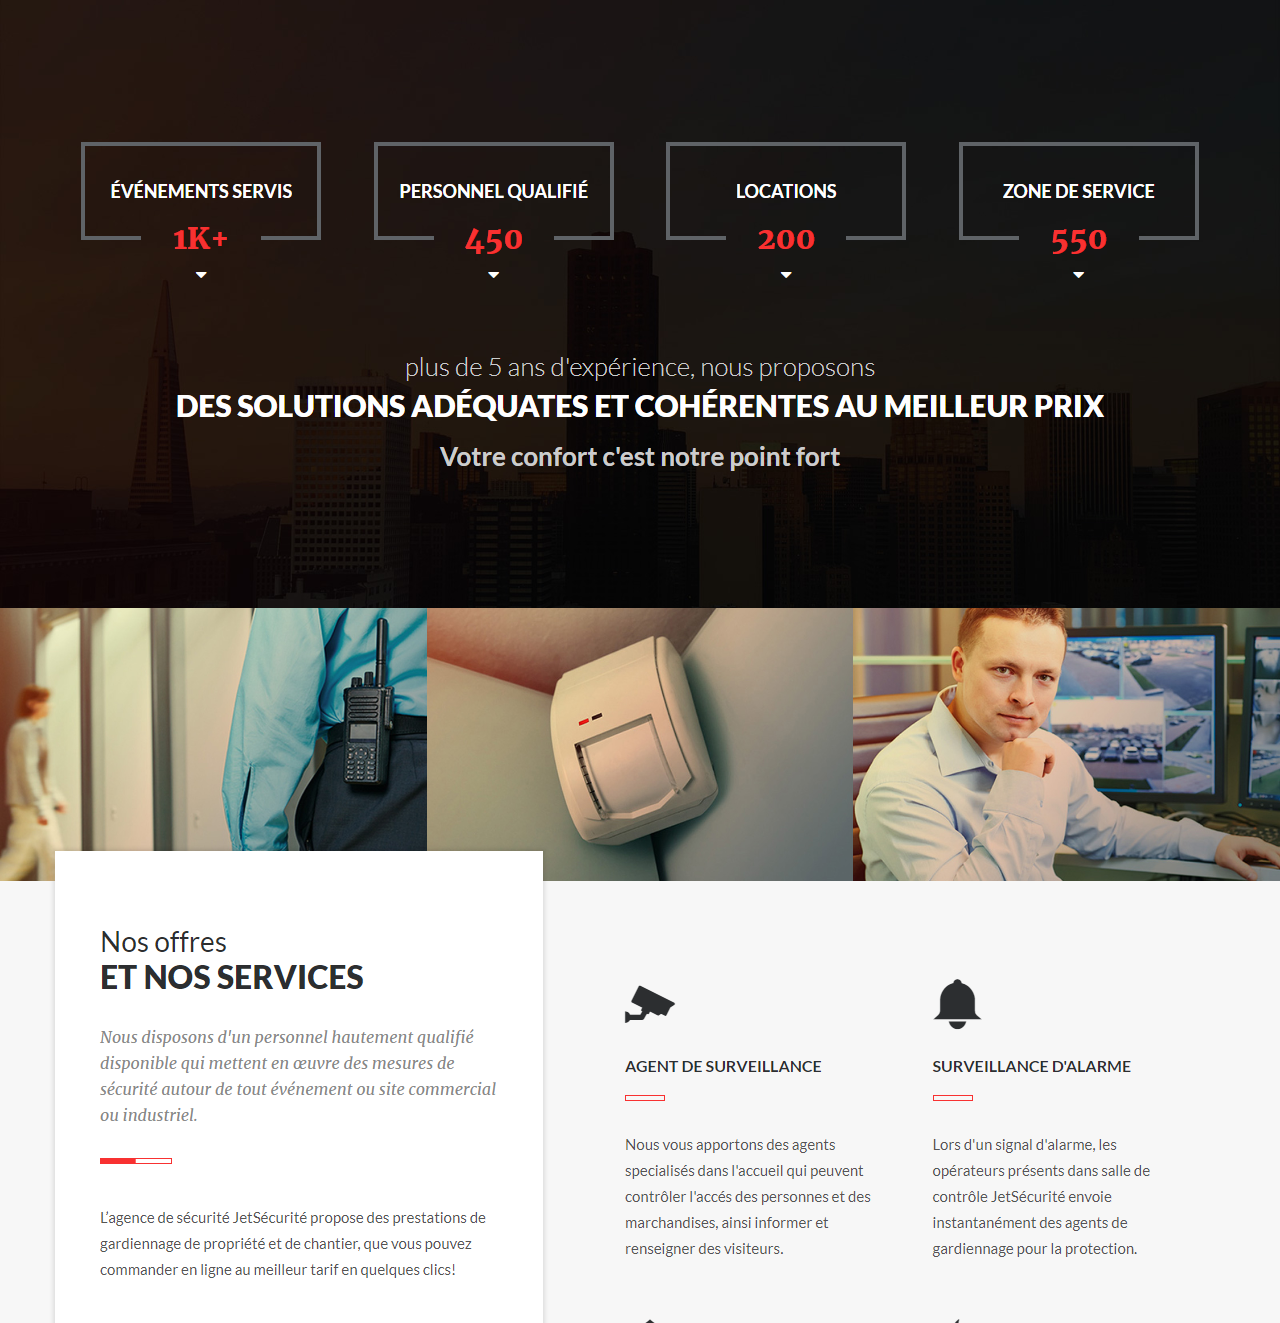 ÉVÉNEMENTS SERVIS
1K+
PERSONNEL QUALIFIÉ
450
LOCATIONS
200
ZONE DE SERVICE
550
plus de 5 ans d'expérience, nous proposons
DES SOLUTIONS ADÉQUATES ET COHÉRENTES AU MEILLEUR PRIX
Votre confort c'est notre point fort
Nos offres
ET NOS SERVICES
Nous disposons d'un personnel hautement qualifié
disponible qui mettent en œuvre des mesures de
sécurité autour de tout événement ou site commercial
ou industriel.
L’agence de sécurité JetSécurité propose des prestations de
gardiennage de propriété et de chantier, que vous pouvez
commander en ligne au meilleur tarif en quelques clics!
AGENT DE SURVEILLANCE
Nous vous apportons des agents
specialisés dans l'accueil qui peuvent
contrôler l'accés des personnes et des
marchandises, ainsi informer et
renseigner des visiteurs.
SURVEILLANCE D'ALARME
Lors d'un signal d'alarme, les
opérateurs présents dans salle de
contrôle JetSécurité envoie
instantanément des agents de
gardiennage pour la protection.